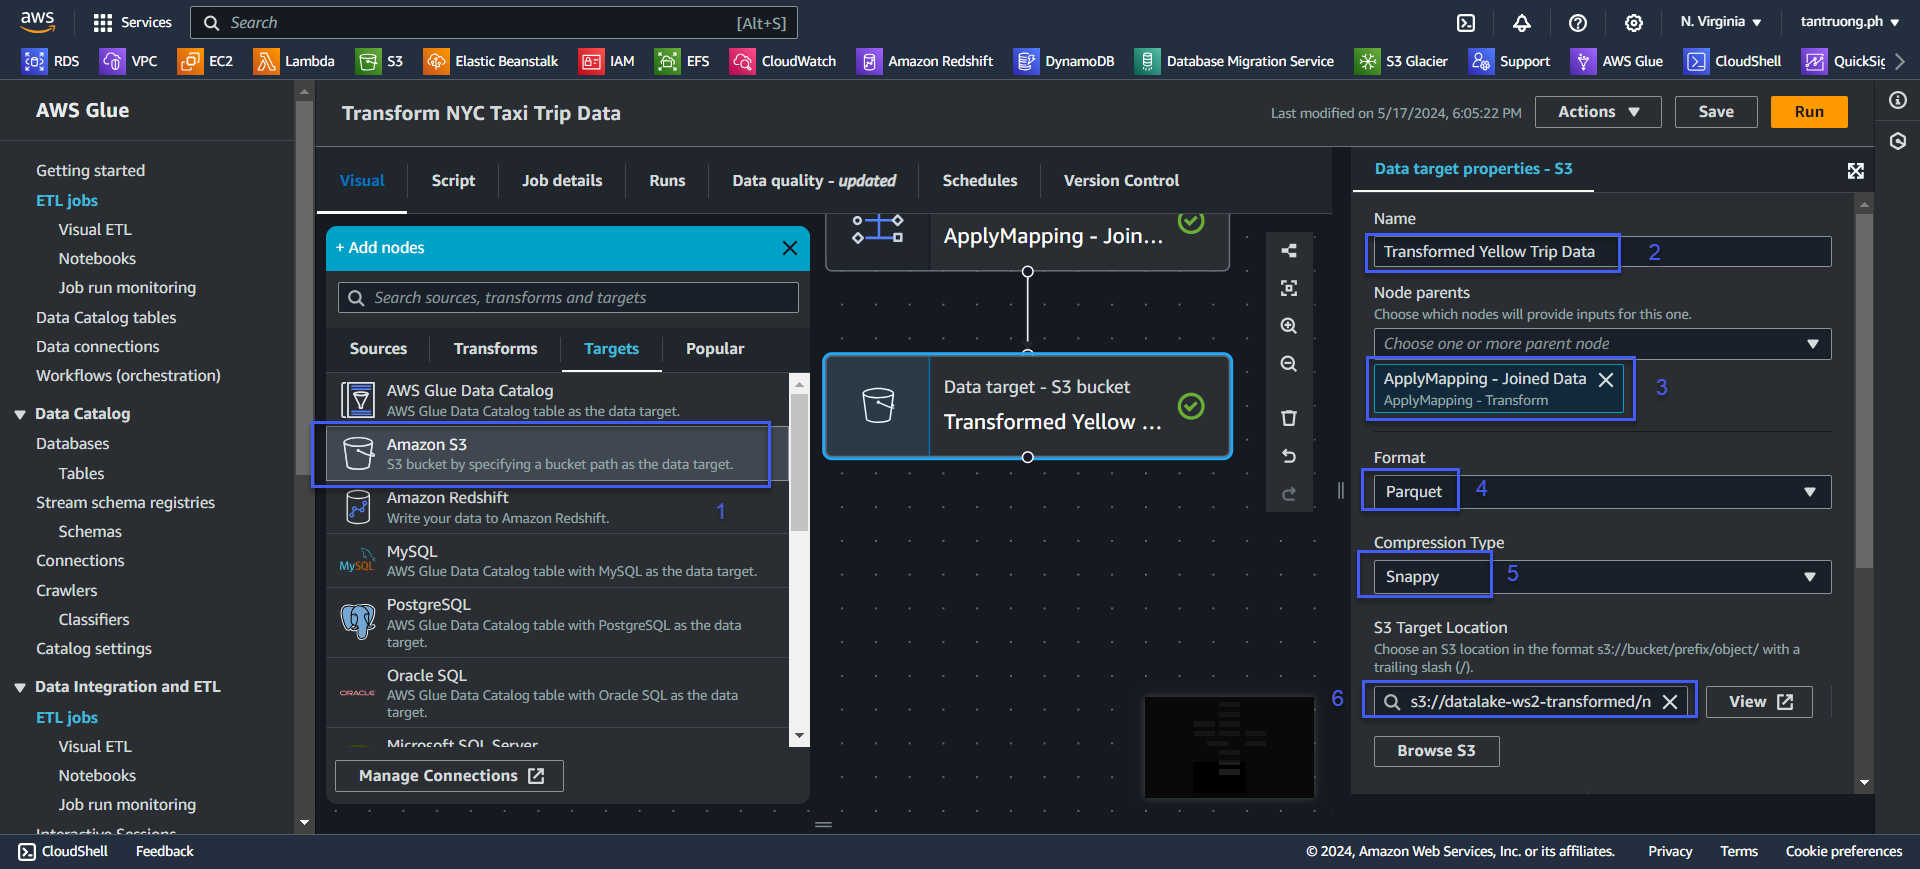 aws
Services
Search
[Alt+S]
N. Virginia
tantruong.ph
RDS
VPC
EC2
Lambda
S3
Elastic Beanstalk
IAM
EFS
CloudWatch
Amazon Redshift
DynamoDB
Database Migration Service
S3 Glacier
Support
AWS Glue
CloudShell
QuickSig
AWS Glue
Getting started
ETL jobs
Visual ETL
Notebooks
Job run monitoring
Data Catalog tables
Data connections
Workflows (orchestration)
Data Catalog
Databases
Tables
Stream schema registries
Schemas
Connections
Crawlers
Classifiers
Catalog settings
Data Integration and ETL
ETL jobs
Visual ETL
Notebooks
Job run monitoring
Interactive Sessions
Transform NYC Taxi Trip Data
Last modified on 5/17/2024, 6:05:22 PM
Actions
Save
Run
Visual
Script
Job details
Runs
Data quality - updated
Schedules
Version Control
+ Add nodes
Search sources, transforms and targets
Sources
Transforms
Targets
Popular
AWS Glue Data Catalog
AWS Glue Data Catalog table as the data target.
Amazon S3
S3 bucket by specifying a bucket path as the data target.
1
Amazon Redshift
Write your data to Amazon Redshift.
MySQL
MySQL
AWS Glue Data Catalog table with MySQL as the data target.
PostgreSQL
AWS Glue Data Catalog table with PostgreSQL as the data
target.
ORACLE
Oracle SQL
AWS Glue Data Catalog table with Oracle SQL as the data
target.
Microsoft SQL Server
Manage Connections
ApplyMapping - Join...
Data target - S3 bucket
Transformed Yellow ...
Data target properties - S3
Name
Transformed Yellow Trip Data
2
Node parents
Choose which nodes will provide inputs for this one.
Choose one or more parent node
ApplyMapping - Joined Data
ApplyMapping - Transform
3
Format
Parquet
4
Compression Type
Snappy
5
S3 Target Location
Choose an S3 location in the format s3://bucket/prefix/object/ with a
trailing slash (/).
6
s3://datalake-ws2-transformed/n
View
Browse S3
CloudShell
Feedback
© 2024, Amazon Web Services, Inc. or its affiliates.
Privacy
Terms
Cookie preferences